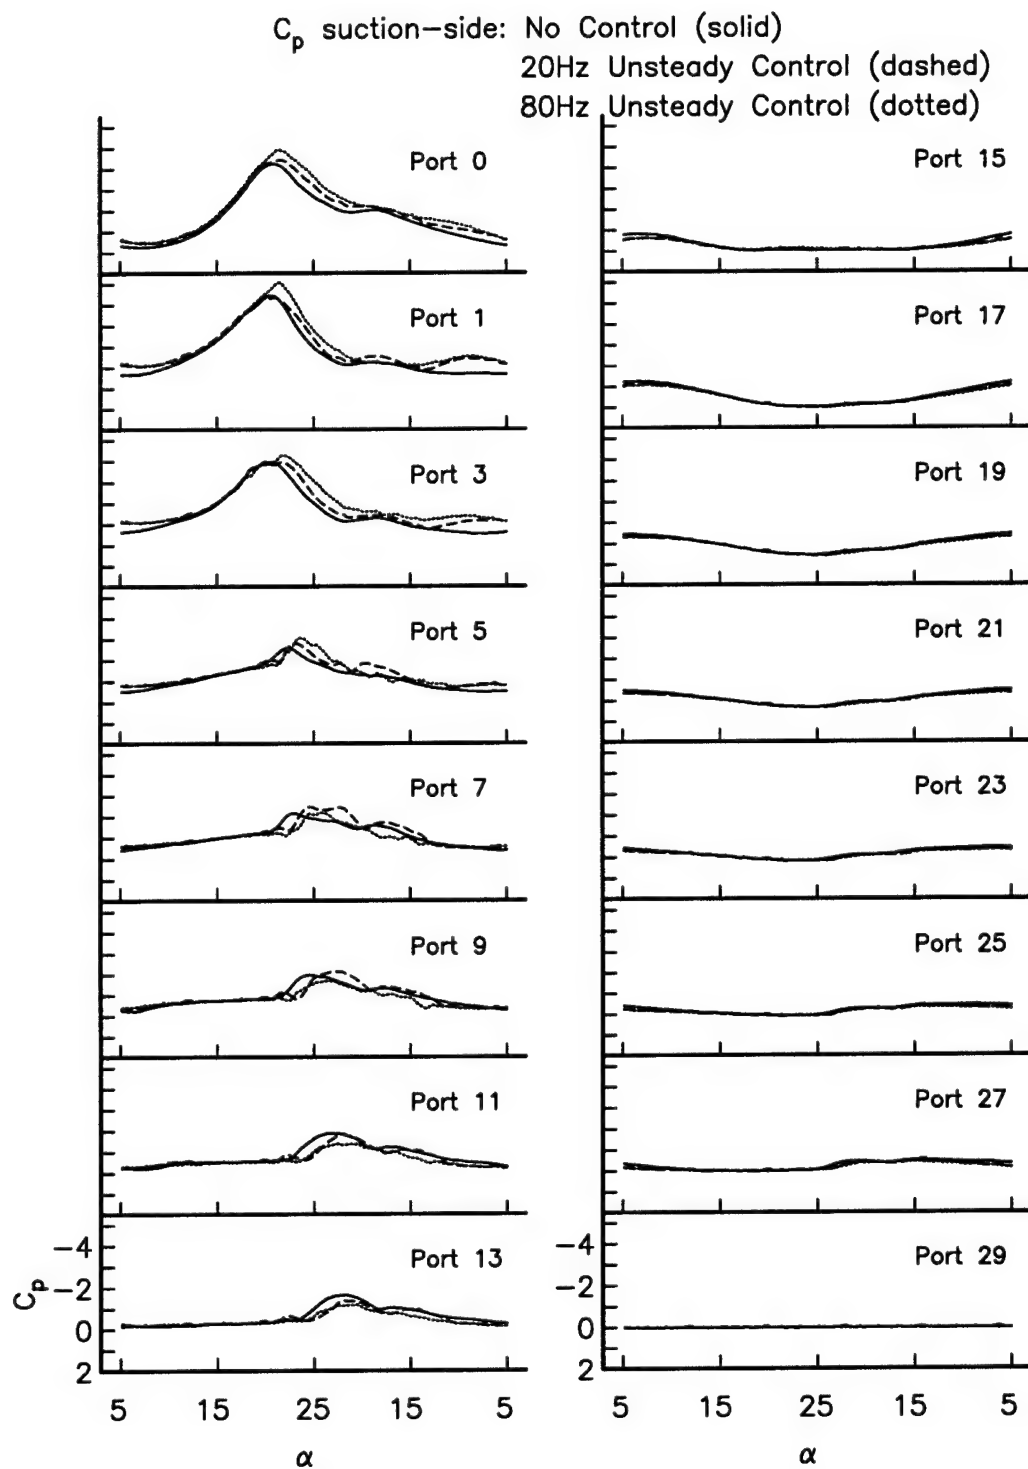 Cp suction-side: No Control (solid)
20Hz Unsteady Control (dashed)
80Hz Unsteady Control (dotted)
Port 0
Port 15
Port 1
Port 17
Port 3
Port 19
Port 5
Port 21
Port 7
Port 23
Port 9
Port 25
Port 11
Port 27
Port 13
Port 29
Cp
-4
-2
0
2
-4
-2
0
2
5 15 25 15 5
5 15 25 15 5
α
α